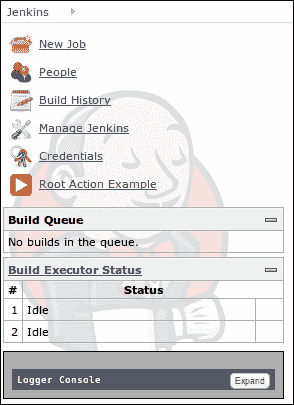 Jenkins
New Job
People
Build History
Manage Jenkins
Credentials
Root Action Example
Build Queue
No builds in the queue.
Build Executor Status
# Status
1 Idle
2 Idle
Logger Console Expand